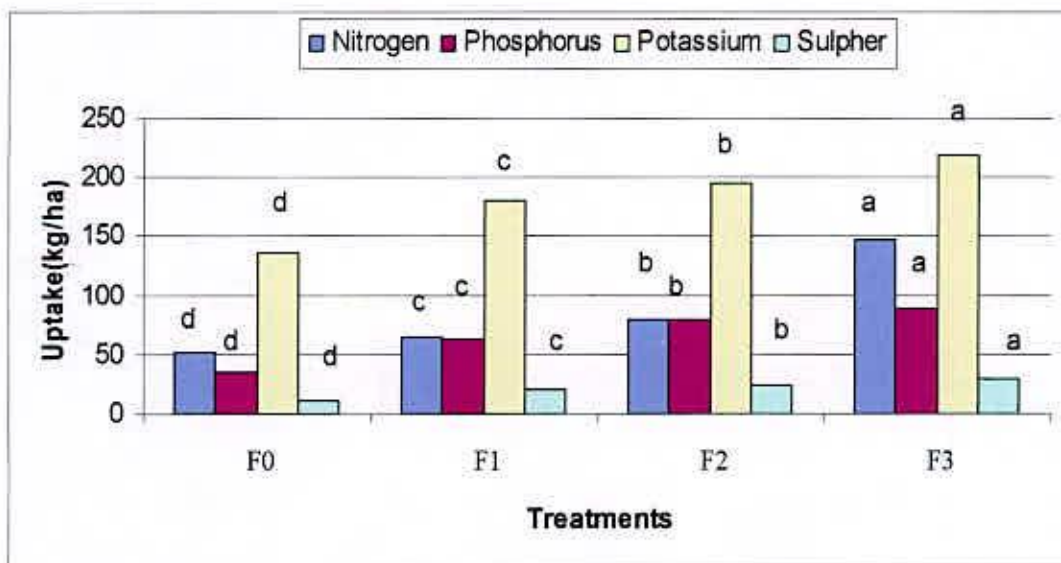 Nitrogen Phosphorus Potassium Sulpher
Uptake(kg/ha)
250
200
150
100
50
0
d d d d
c c c c
b b b b
a a a a
F0 F1 F2 F3
Treatments